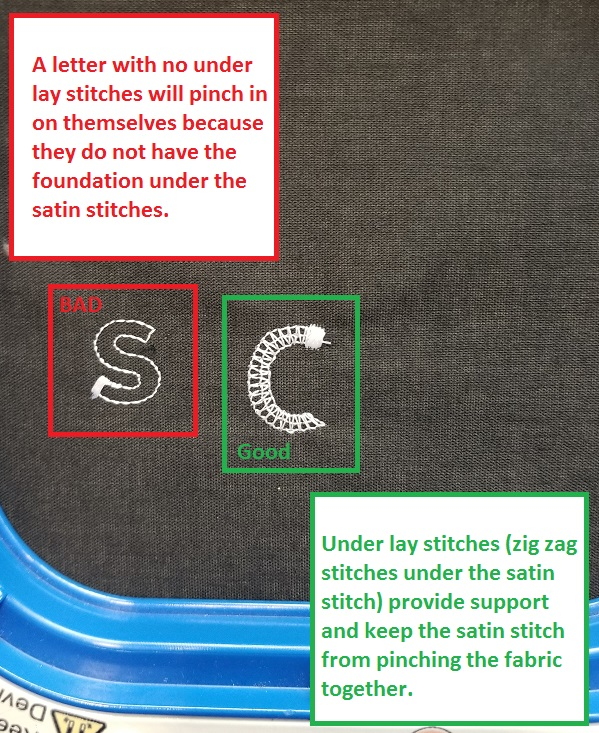 A letter with no under
lay stitches will pinch in
on themselves because
they do not have the
foundation under the
satin stitches.
BAD
S
C
Good
Under lay stitches (zig zag
stitches under the satin
stitch) provide support
and keep the satin stitch
from pinching the fabric
together.